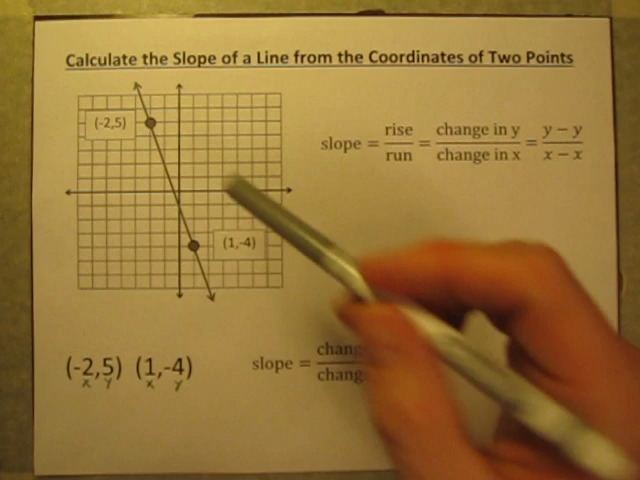 Calculate the Slope of a Line from the Coordinates of Two Points
(-2,5)
(1,-4)
slope = rise/run = change in y/change in x = y − y/x − x
(-2,5) (1,-4)
x y x y
slope =